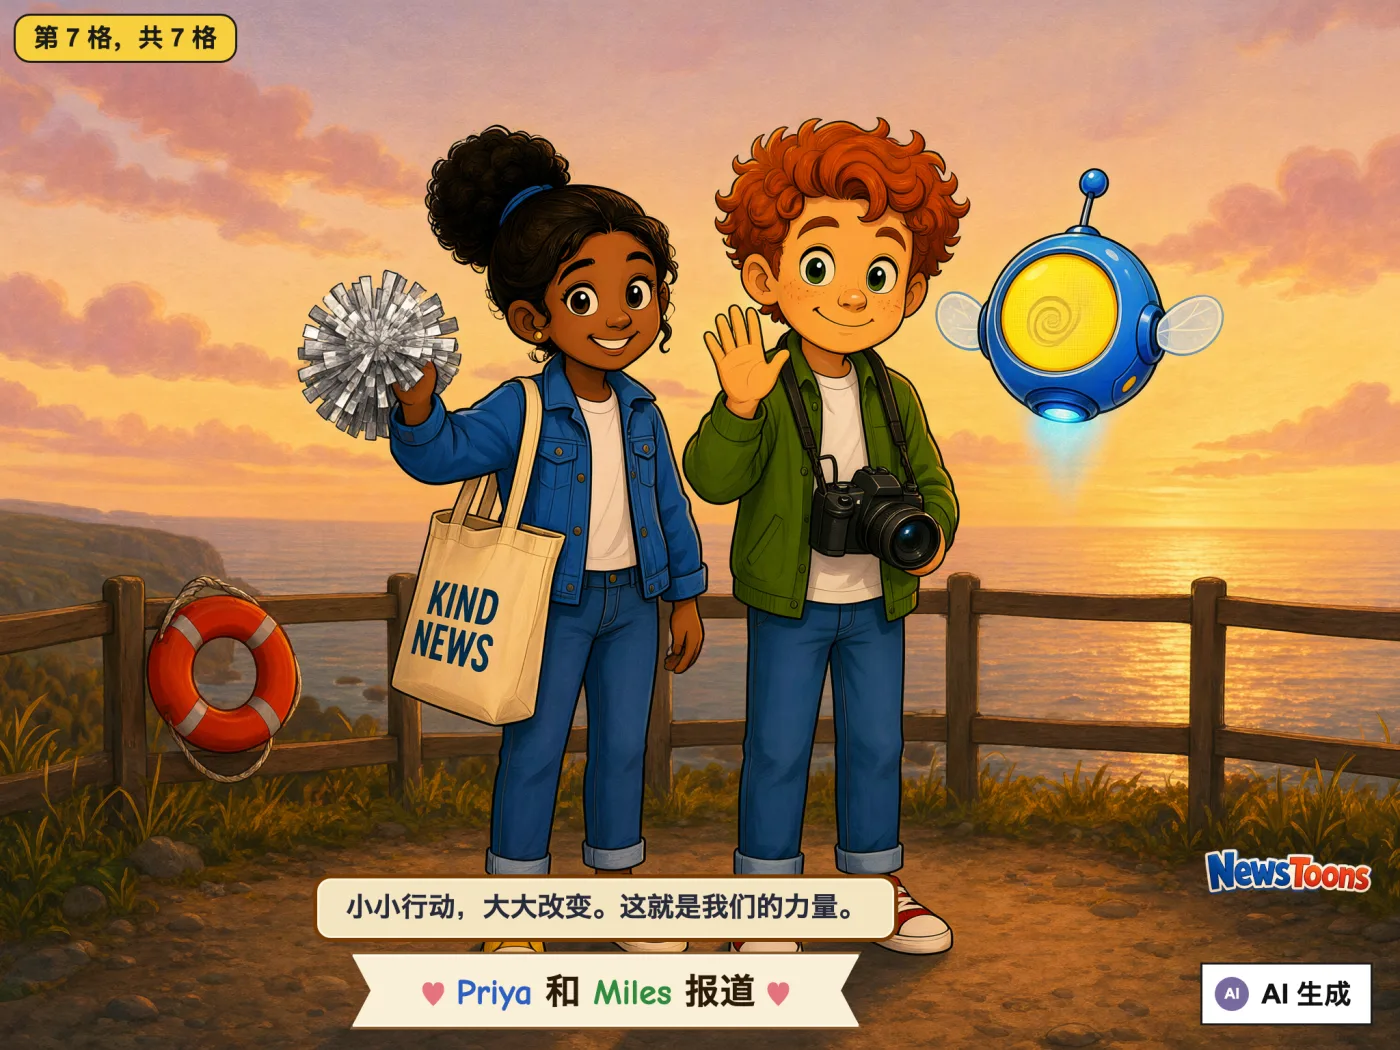 第 7 格，共 7 格
KIND
NEWS
NewsToons
小小行动，大大改变。这就是我们的力量。
Priya 和 Miles 报道
AI AI 生成